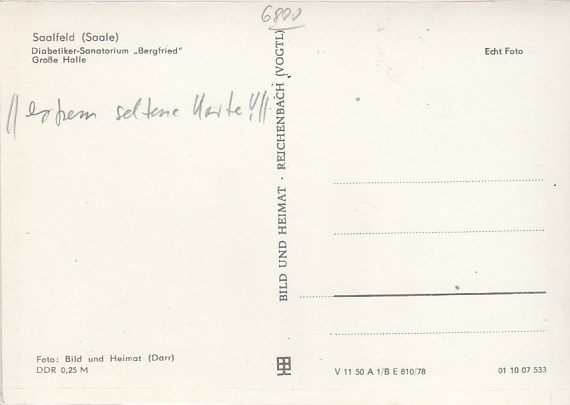 6800
Saalfeld (Saale)
Diabetiker-Sanatorium „Bergfried"
Große Halle
Echt Foto
!! extrem seltene Karte !!!
BILD UND HEIMAT · REICHENBACH (VOGTL)
Foto: Bild und Heimat (Darr)
DDR 0,25 M
V 11 50 A 1/B E 810/78
01 10 07 533